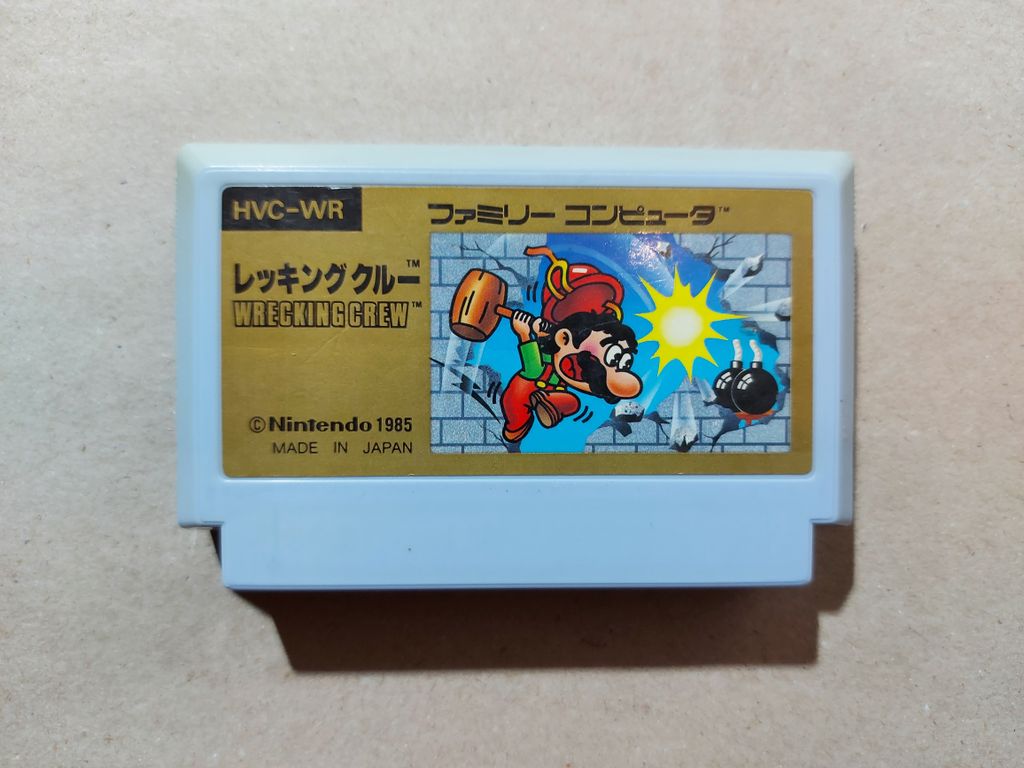 HVC-WR
ファミリー コンピュータ™
レッキング クルー™
WRECKING CREW™
©Nintendo 1985
MADE IN JAPAN